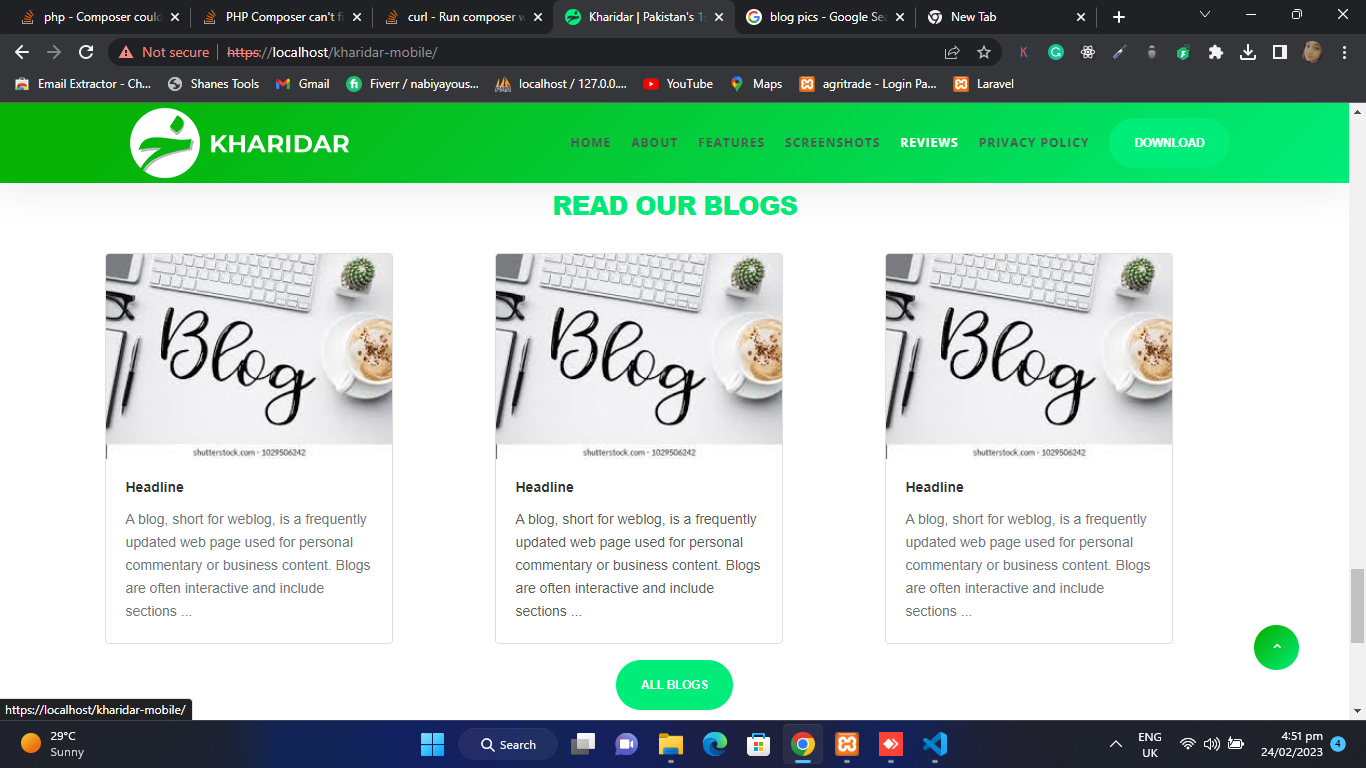 php - Composer could
PHP Composer can't fi
curl - Run composer w
Kharidar | Pakistan's 1s
blog pics - Google Sea
New Tab
Not secure
https://localhost/kharidar-mobile/
Email Extractor - Ch...
Shanes Tools
Gmail
Fiverr / nabiyayous...
localhost / 127.0.0....
YouTube
Maps
agritrade - Login Pa...
Laravel
KHARIDAR
HOME
ABOUT
FEATURES
SCREENSHOTS
REVIEWS
PRIVACY POLICY
DOWNLOAD
READ OUR BLOGS
Blog
shutterstock.com · 1029506242
Headline
A blog, short for weblog, is a frequently
updated web page used for personal
commentary or business content. Blogs
are often interactive and include
sections ...
Blog
shutterstock.com · 1029506242
Headline
A blog, short for weblog, is a frequently
updated web page used for personal
commentary or business content. Blogs
are often interactive and include
sections ...
Blog
shutterstock.com · 1029506242
Headline
A blog, short for weblog, is a frequently
updated web page used for personal
commentary or business content. Blogs
are often interactive and include
sections ...
ALL BLOGS
https://localhost/kharidar-mobile/
29°C
Sunny
Search
ENG
UK
4:51 pm
24/02/2023
4